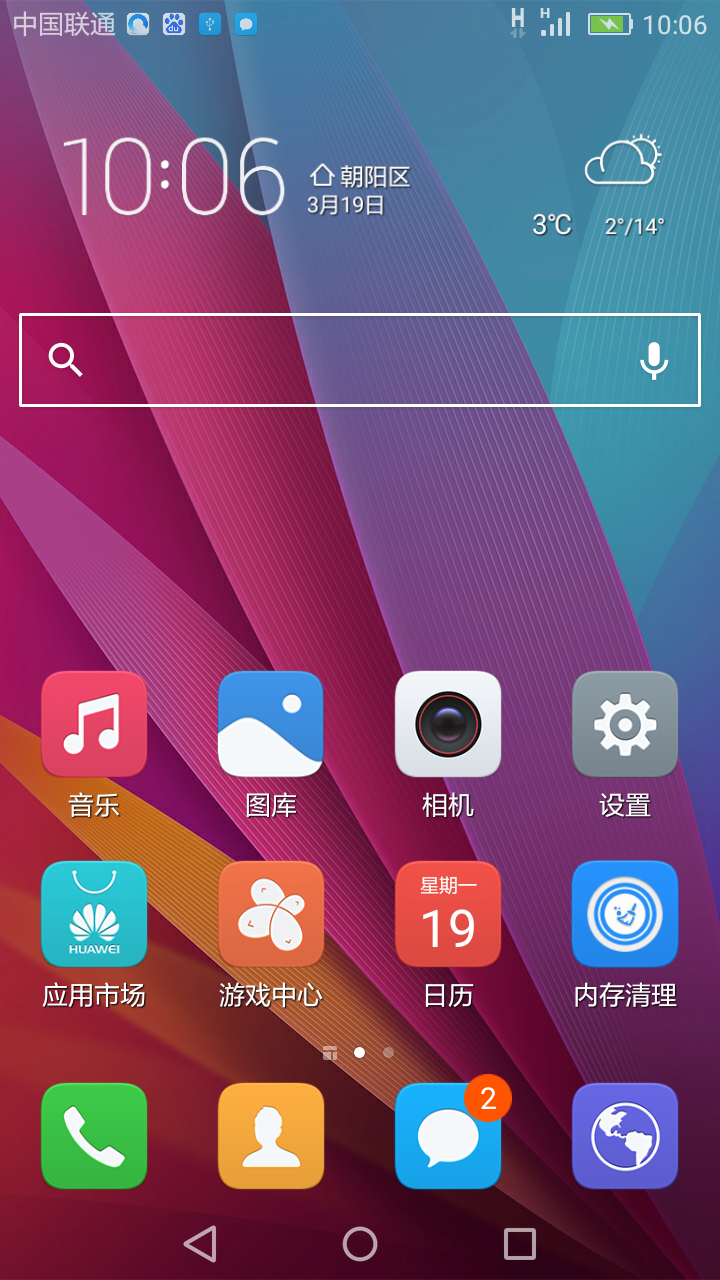 中国联通 du H H 10:06
10:06
朝阳区
3月19日
3℃ 2°/14°
音乐 图库 相机 设置
HUAWEI
星期一
19
应用市场 游戏中心 日历 内存清理
2